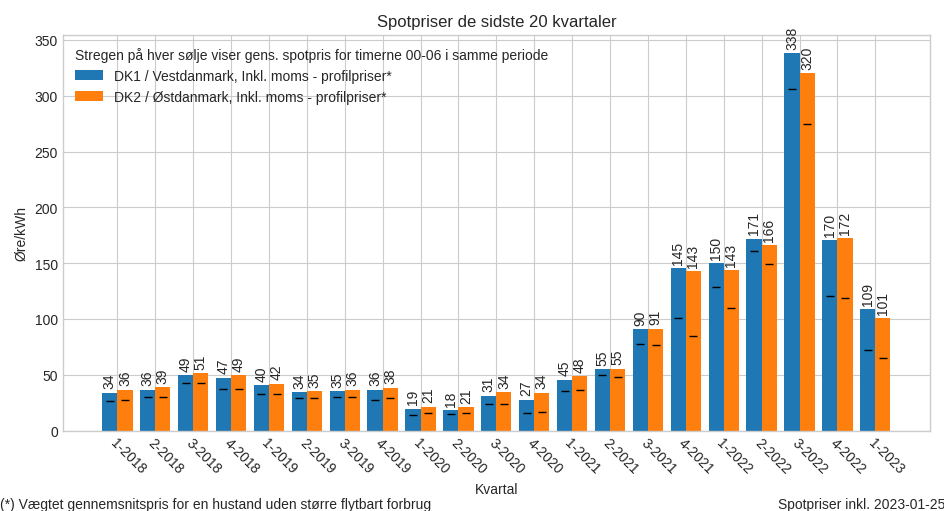 Spotpriser de sidste 20 kvartaler
Stregen på hver sølje viser gens. spotpris for timerne 00-06 i samme periode
DK1 / Vestdanmark, Inkl. moms - profilpriser*
DK2 / Østdanmark, Inkl. moms - profilpriser*
Øre/kWh
350
300
250
200
150
100
50
0
34 36 36 39 49 51 47 49 40 42 34 35 35 36 36 38 19 21 18 21 31 34 27 34 45 48 55 55 90 91 145 143 150 143 171 166 338 320 170 172 109 101
1-2018 2-2018 3-2018 4-2018 1-2019 2-2019 3-2019 4-2019 1-2020 2-2020 3-2020 4-2020 1-2021 2-2021 3-2021 4-2021 1-2022 2-2022 3-2022 4-2022 1-2023
Kvartal
(*) Vægtet gennemsnitspris for en hustand uden større flytbart forbrug
Spotpriser inkl. 2023-01-25